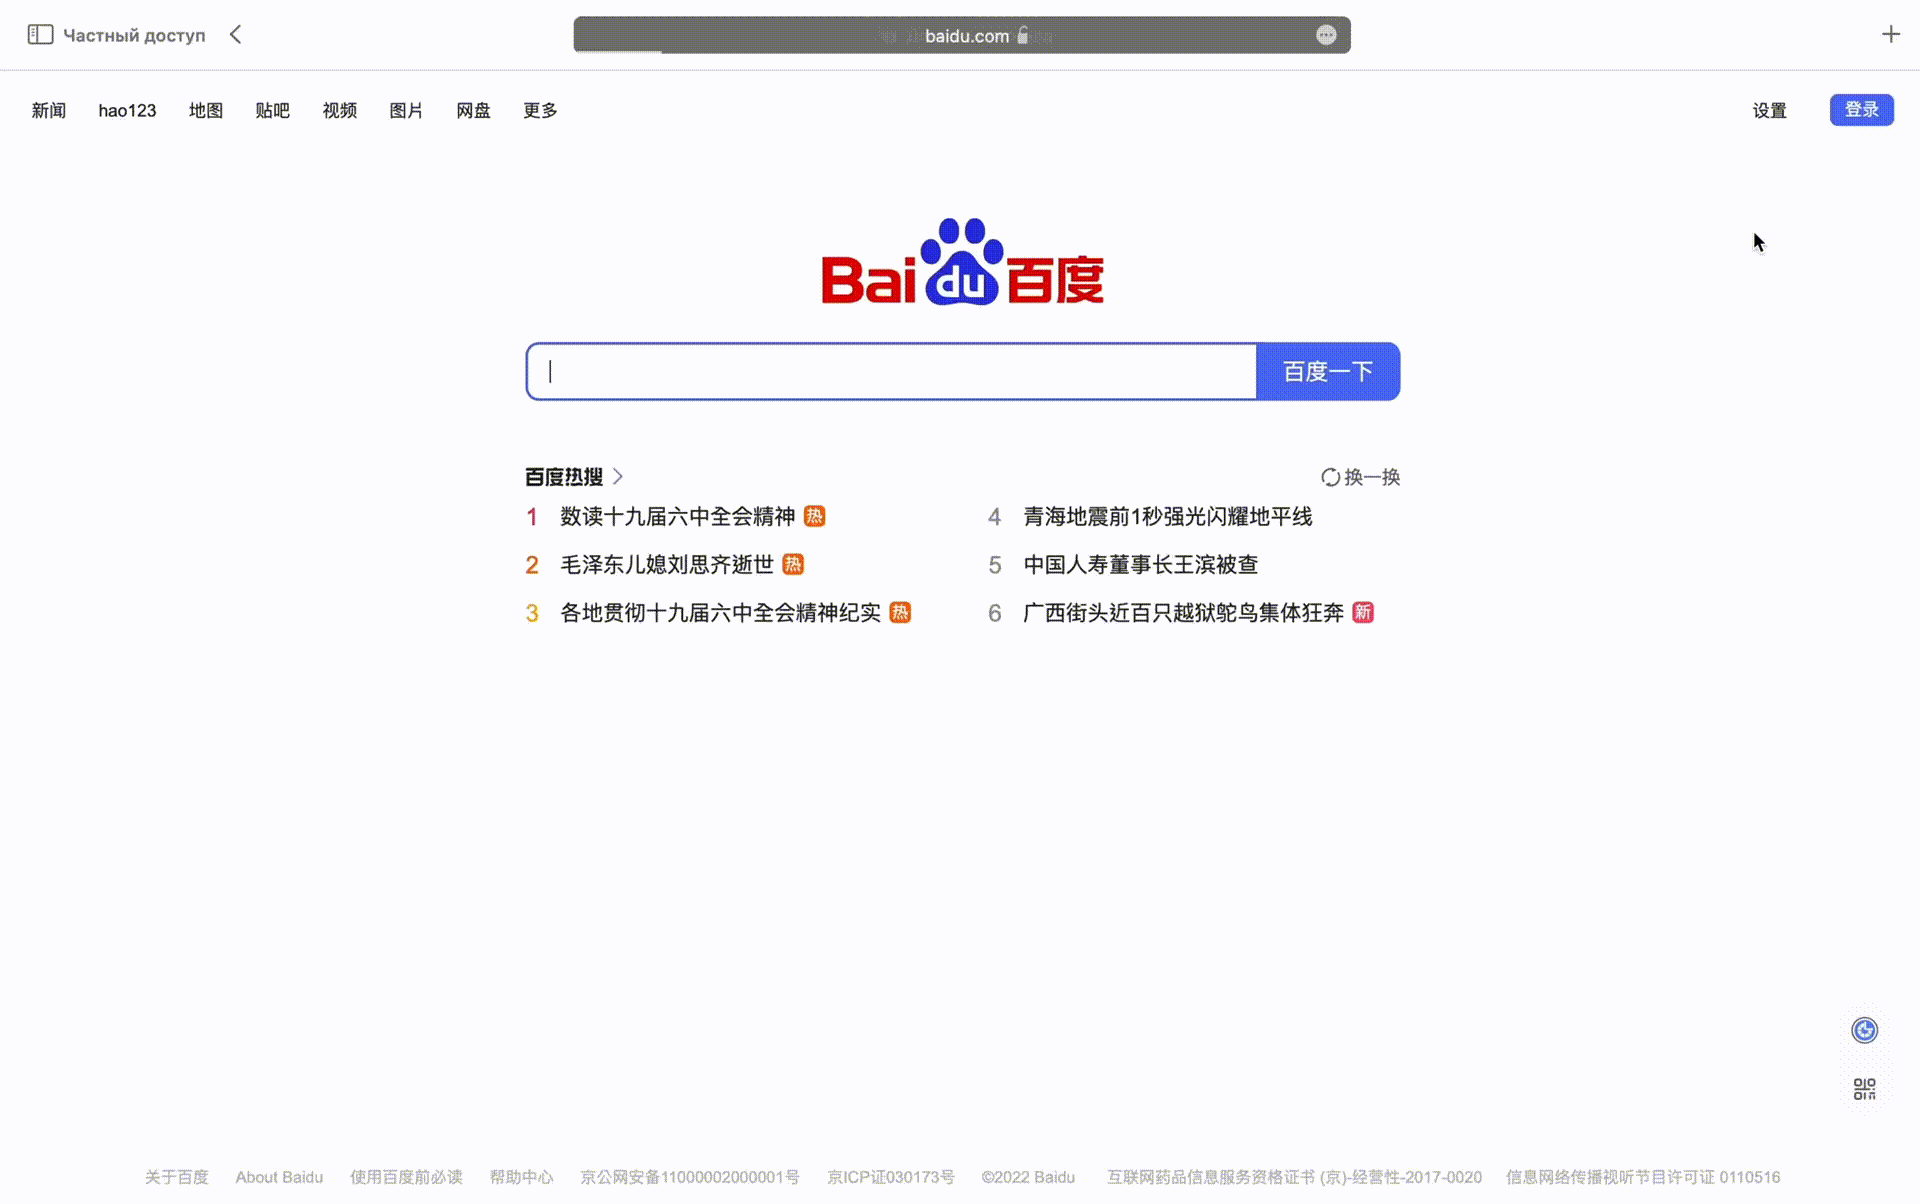 Частный доступ
baidu.com
新闻 hao123 地图 贴吧 视频 图片 网盘 更多 设置 登录
Bai du 百度
百度一下
百度热搜 换一换
1 数读十九届六中全会精神 热
2 毛泽东儿媳刘思齐逝世 热
3 各地贯彻十九届六中全会精神纪实 热
4 青海地震前1秒强光闪耀地平线
5 中国人寿董事长王滨被查
6 广西街头近百只越狱鸵鸟集体狂奔 新
关于百度 About Baidu 使用百度前必读 帮助中心 京公网安备11000002000001号 京ICP证030173号 ©2022 Baidu 互联网药品信息服务资格证书 (京)-经营性-2017-0020 信息网络传播视听节目许可证 0110516